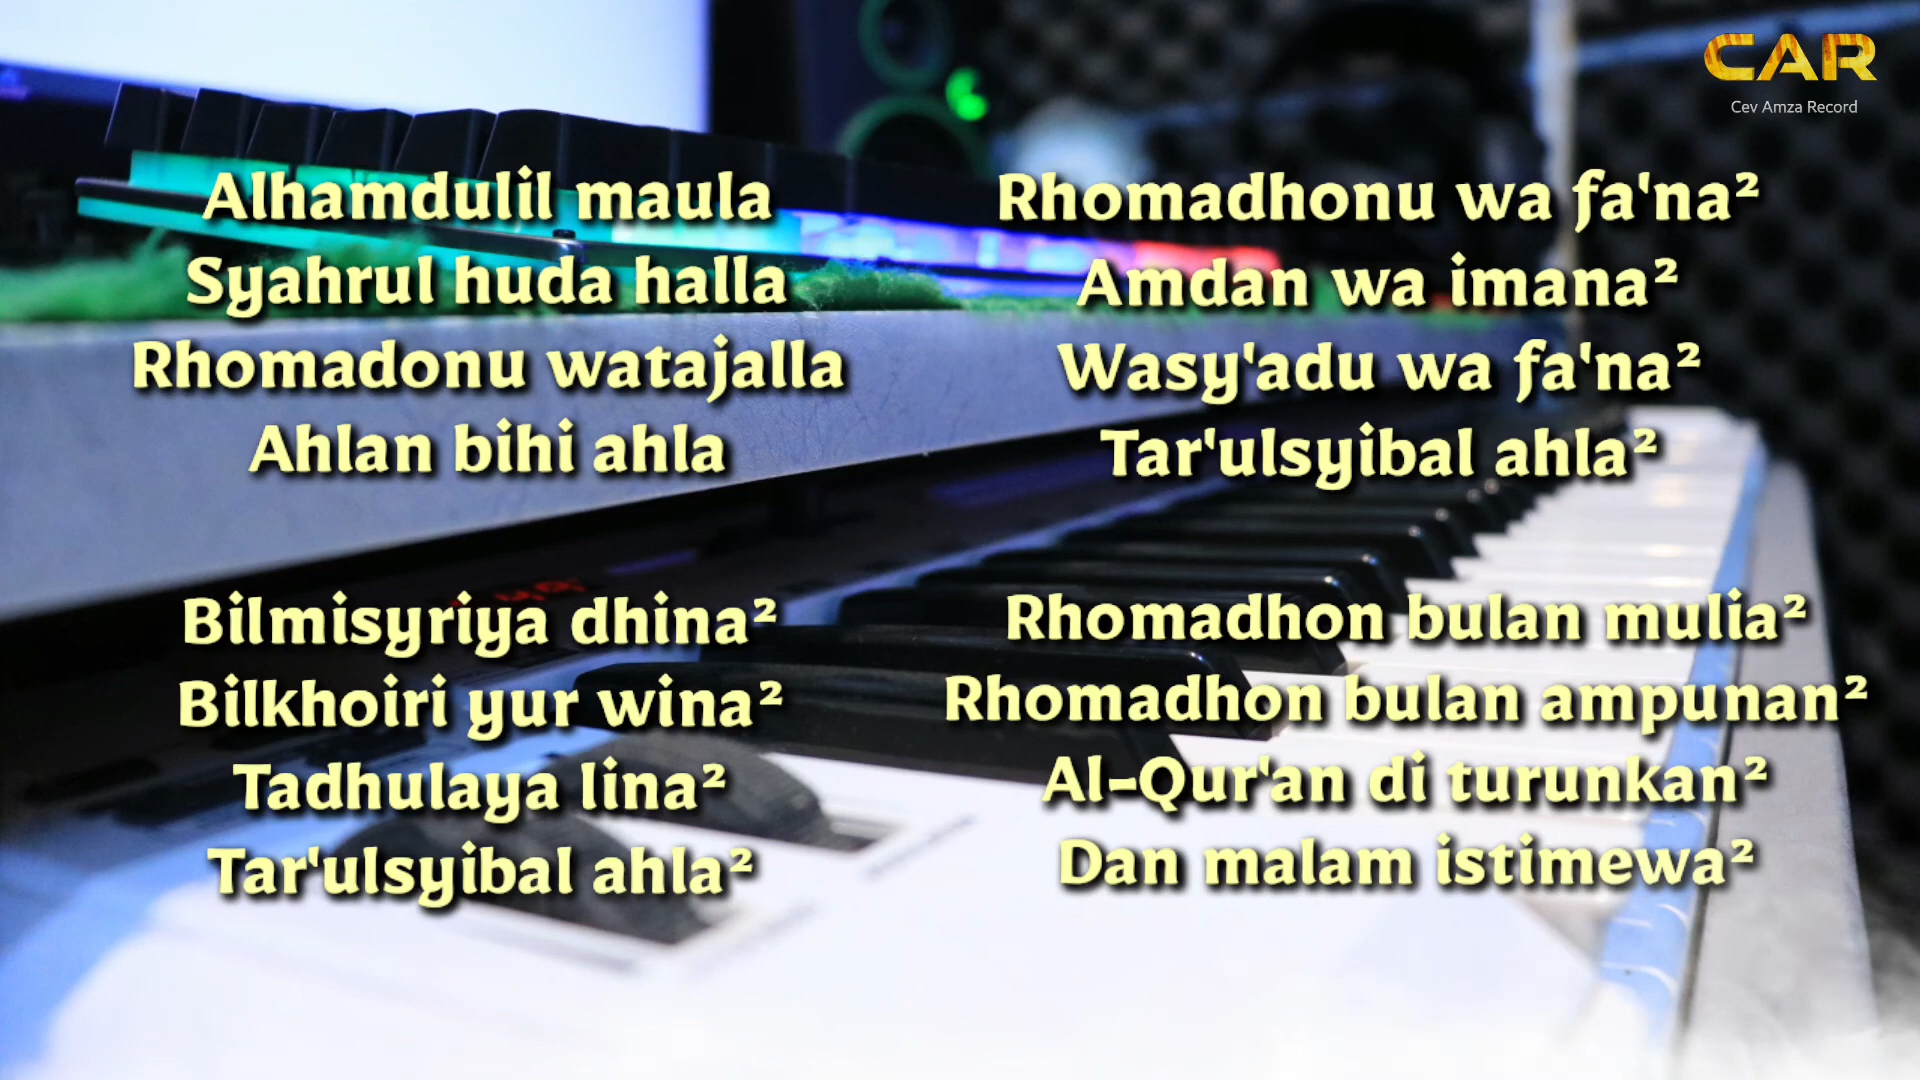 CAR
Cev Amza Record
Alhamdulil maula
Syahrul huda halla
Rhomadonu watajalla
Ahlan bihi ahla
Bilmisyriya dhina²
Bilkhoiri yur wina²
Tadhulaya lina²
Tar'ulsyibal ahla²
Rhomadhonu wa fa'na²
Amdan wa imana²
Wasy'adu wa fa'na²
Tar'ulsyibal ahla²
Rhomadhon bulan mulia²
Rhomadhon bulan ampunan²
Al-Qur'an di turunkan²
Dan malam istimewa²